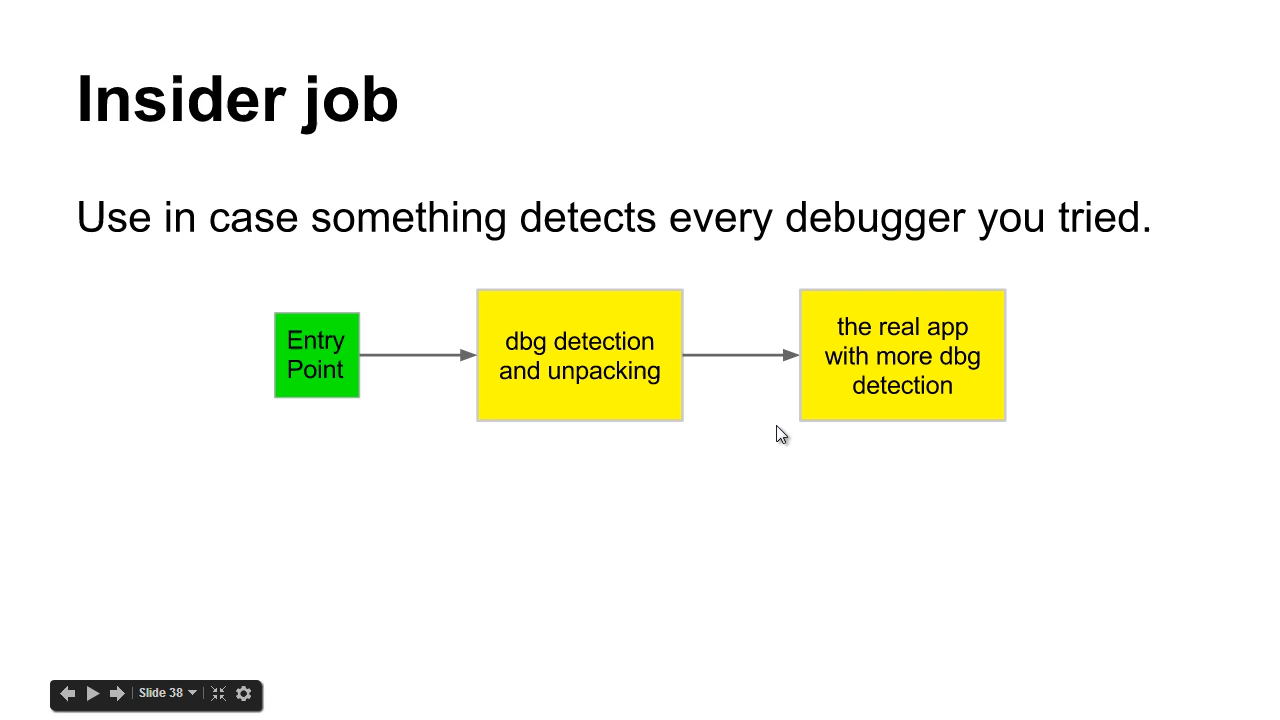 Insider job
Use in case something detects every debugger you tried.
Entry
Point
dbg detection
and unpacking
the real app
with more dbg
detection
Slide 38